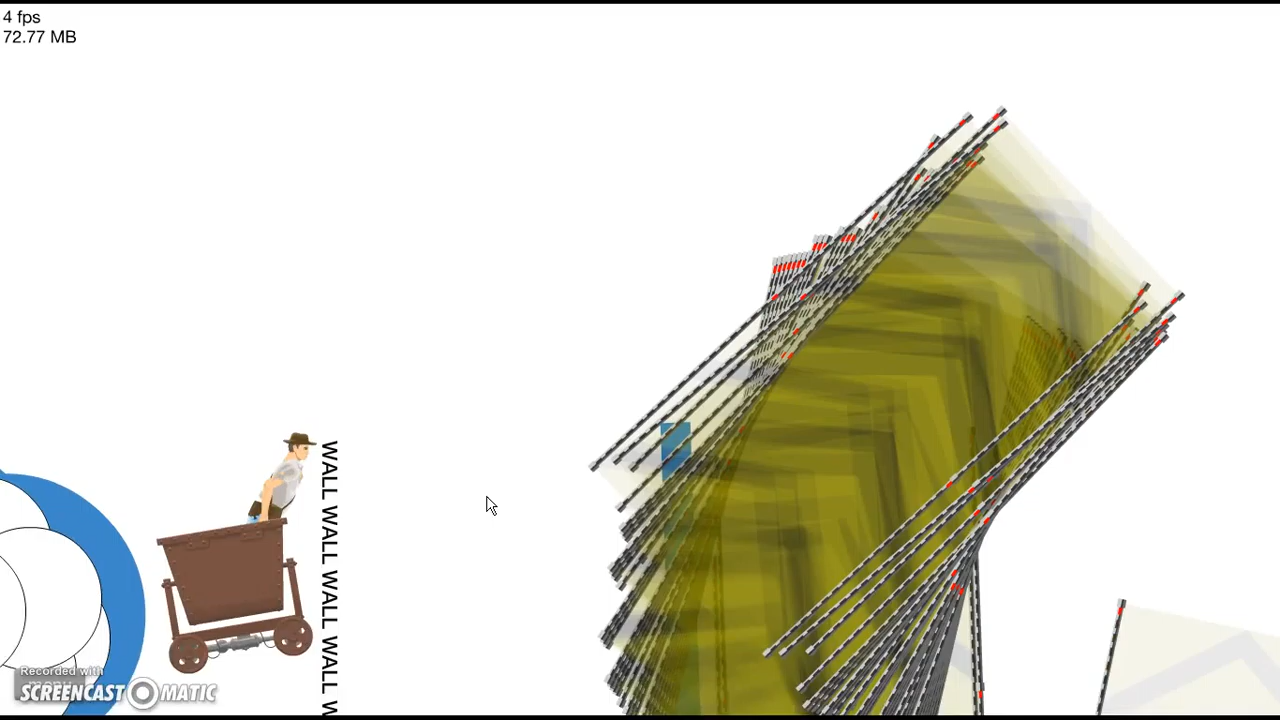 4 fps
72.77 MB
WALL WALL WALL WALL W
Recorded with
SCREENCAST MATIC